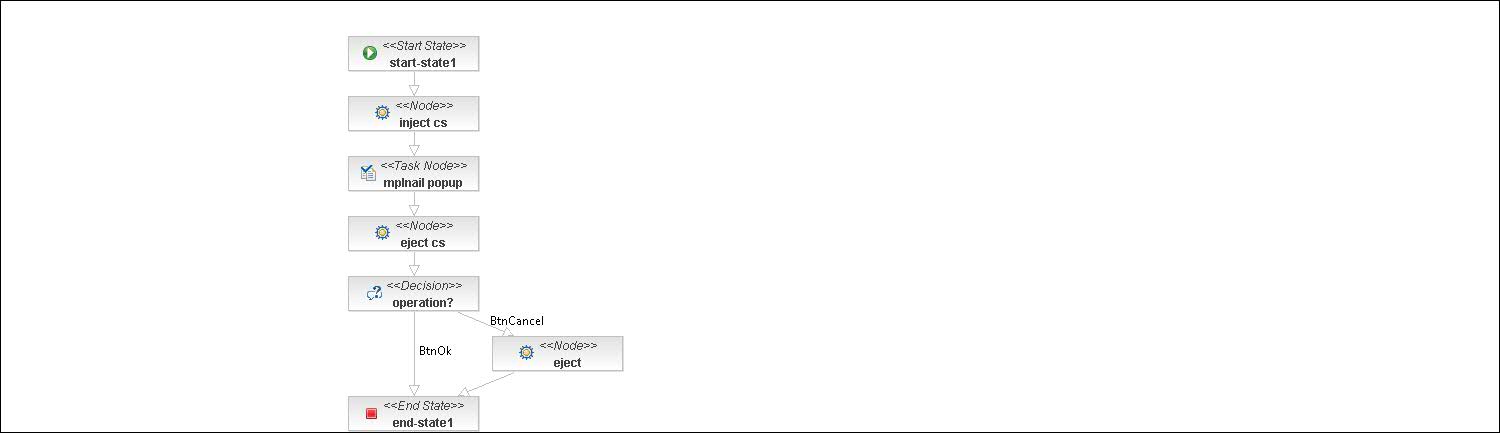 <<Start State>>
start-state1
<<Node>>
inject cs
<<Task Node>>
mplnail popup
<<Node>>
eject cs
<<Decision>>
operation?
BtnCancel
<<Node>>
eject
BtnOk
<<End State>>
end-state1